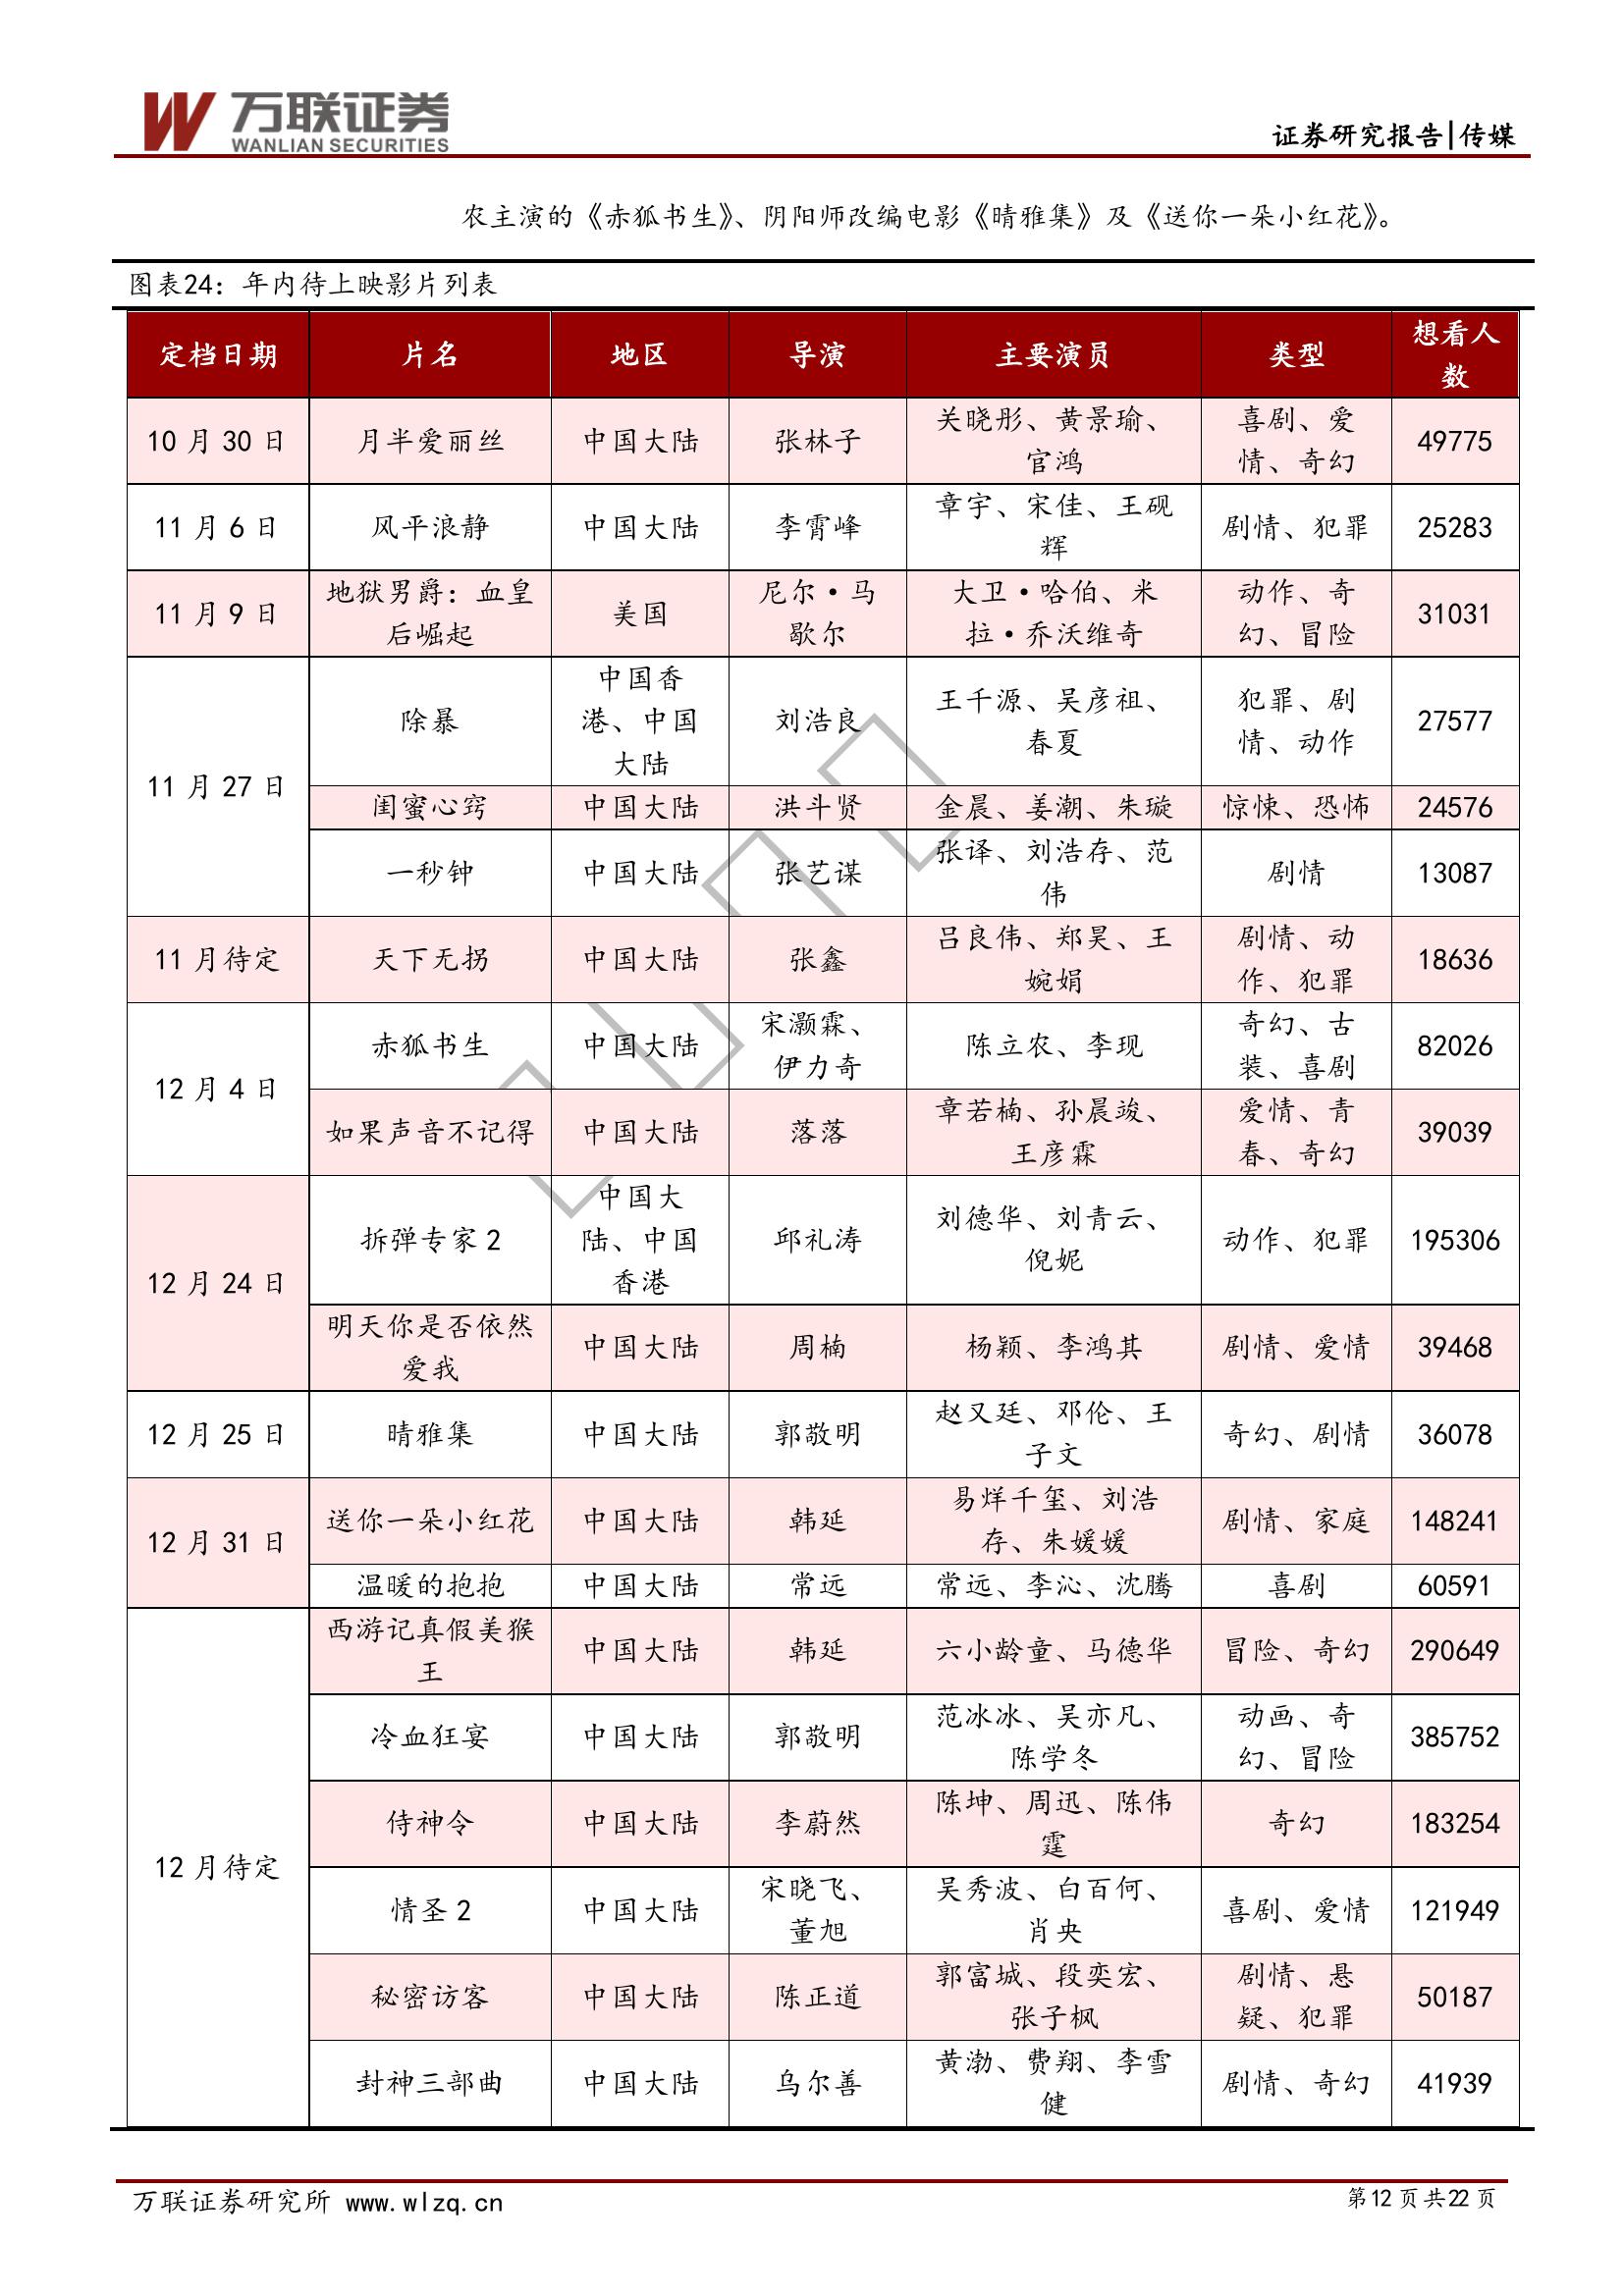 万联证券
WANLIAN SECURITIES
证券研究报告|传媒
农主演的《赤狐书生》、阴阳师改编电影《晴雅集》及《送你一朵小红花》。
图表24：年内待上映影片列表
定档日期 片名 地区 导演 主要演员 类型 想看人
数
10 月 30 日 月半爱丽丝 中国大陆 张林子 关晓彤、黄景瑜、
官鸿 喜剧、爱
情、奇幻 49775
11 月 6 日 风平浪静 中国大陆 李霄峰 章宇、宋佳、王砚
辉 剧情、犯罪 25283
11 月 9 日 地狱男爵：血皇
后崛起 美国 尼尔·马
歇尔 大卫·哈伯、米
拉·乔沃维奇 动作、奇
幻、冒险 31031
11 月 27 日 除暴 中国香
港、中国
大陆 刘浩良 王千源、吴彦祖、
春夏 犯罪、剧
情、动作 27577
闺蜜心窍 中国大陆 洪斗贤 金晨、姜潮、朱璇 惊悚、恐怖 24576
一秒钟 中国大陆 张艺谋 张译、刘浩存、范
伟 剧情 13087
11 月待定 天下无拐 中国大陆 张鑫 吕良伟、郑昊、王
婉娟 剧情、动
作、犯罪 18636
12 月 4 日 赤狐书生 中国大陆 宋灏霖、
伊力奇 陈立农、李现 奇幻、古
装、喜剧 82026
如果声音不记得 中国大陆 落落 章若楠、孙晨竣、
王彦霖 爱情、青
春、奇幻 39039
12 月 24 日 拆弹专家 2 中国大
陆、中国
香港 邱礼涛 刘德华、刘青云、
倪妮 动作、犯罪 195306
明天你是否依然
爱我 中国大陆 周楠 杨颖、李鸿其 剧情、爱情 39468
12 月 25 日 晴雅集 中国大陆 郭敬明 赵又廷、邓伦、王
子文 奇幻、剧情 36078
12 月 31 日 送你一朵小红花 中国大陆 韩延 易烊千玺、刘浩
存、朱媛媛 剧情、家庭 148241
温暖的抱抱 中国大陆 常远 常远、李沁、沈腾 喜剧 60591
12 月待定 西游记真假美猴
王 中国大陆 韩延 六小龄童、马德华 冒险、奇幻 290649
冷血狂宴 中国大陆 郭敬明 范冰冰、吴亦凡、
陈学冬 动画、奇
幻、冒险 385752
侍神令 中国大陆 李蔚然 陈坤、周迅、陈伟
霆 奇幻 183254
情圣 2 中国大陆 宋晓飞、
董旭 吴秀波、白百何、
肖央 喜剧、爱情 121949
秘密访客 中国大陆 陈正道 郭富城、段奕宏、
张子枫 剧情、悬
疑、犯罪 50187
封神三部曲 中国大陆 乌尔善 黄渤、费翔、李雪
健 剧情、奇幻 41939
万联证券研究所 www.wlzq.cn
第12页共22页